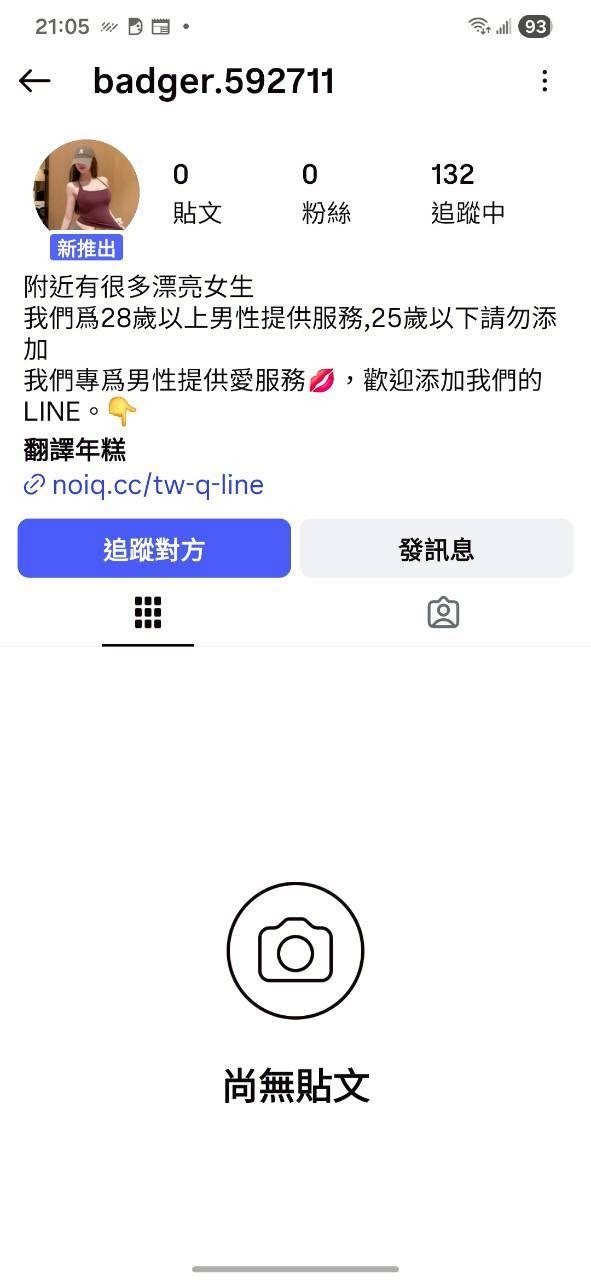 21:05
93
badger.592711
0
0
132
貼文
粉絲
追蹤中
新推出
附近有很多漂亮女生
我們爲28歲以上男性提供服務,25歲以下請勿添
加
我們專爲男性提供愛服務💋，歡迎添加我們的
LINE。👇
翻譯年糕
noiq.cc/tw-q-line
追蹤對方
發訊息
尚無貼文